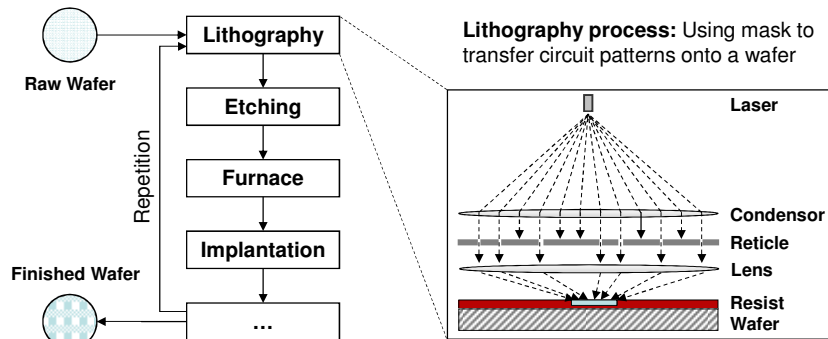 Raw Wafer
Lithography
Etching
Furnace
Implantation
...
Repetition
Finished Wafer
Lithography process: Using mask to
transfer circuit patterns onto a wafer
Laser
Condensor
Reticle
Lens
Resist
Wafer